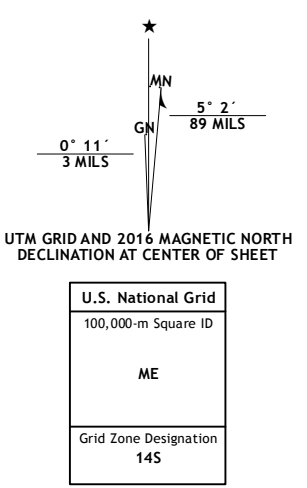 ★
MN
5° 2´
89 MILS
GN
0° 11´
3 MILS
UTM GRID AND 2016 MAGNETIC NORTH
DECLINATION AT CENTER OF SHEET
U.S. National Grid
100,000-m Square ID
ME
Grid Zone Designation
14S